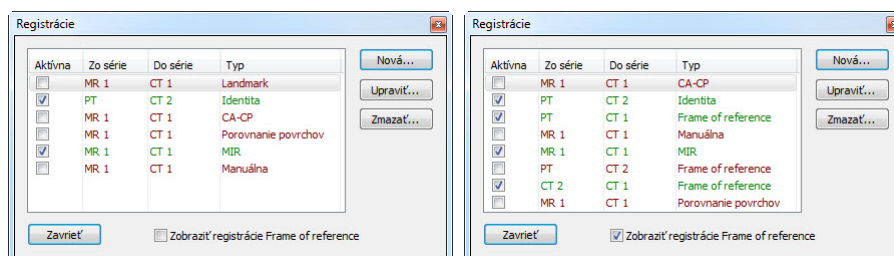 Registrácie
Aktívna Zo série Do série Typ
MR 1 CT 1 Landmark
PT CT 2 Identita
MR 1 CT 1 CA-CP
MR 1 CT 1 Porovnanie povrchov
MR 1 CT 1 MIR
MR 1 CT 1 Manuálna
Nová...
Upraviť...
Zmazať...
Zavrieť
Zobraziť registrácie Frame of reference
Registrácie
Aktívna Zo série Do série Typ
MR 1 CT 1 CA-CP
PT CT 2 Identita
PT CT 1 Frame of reference
MR 1 CT 1 Manuálna
MR 1 CT 1 MIR
PT CT 2 Frame of reference
CT 2 CT 1 Frame of reference
MR 1 CT 1 Porovnanie povrchov
Nová...
Upraviť...
Zmazať...
Zavrieť
Zobraziť registrácie Frame of reference